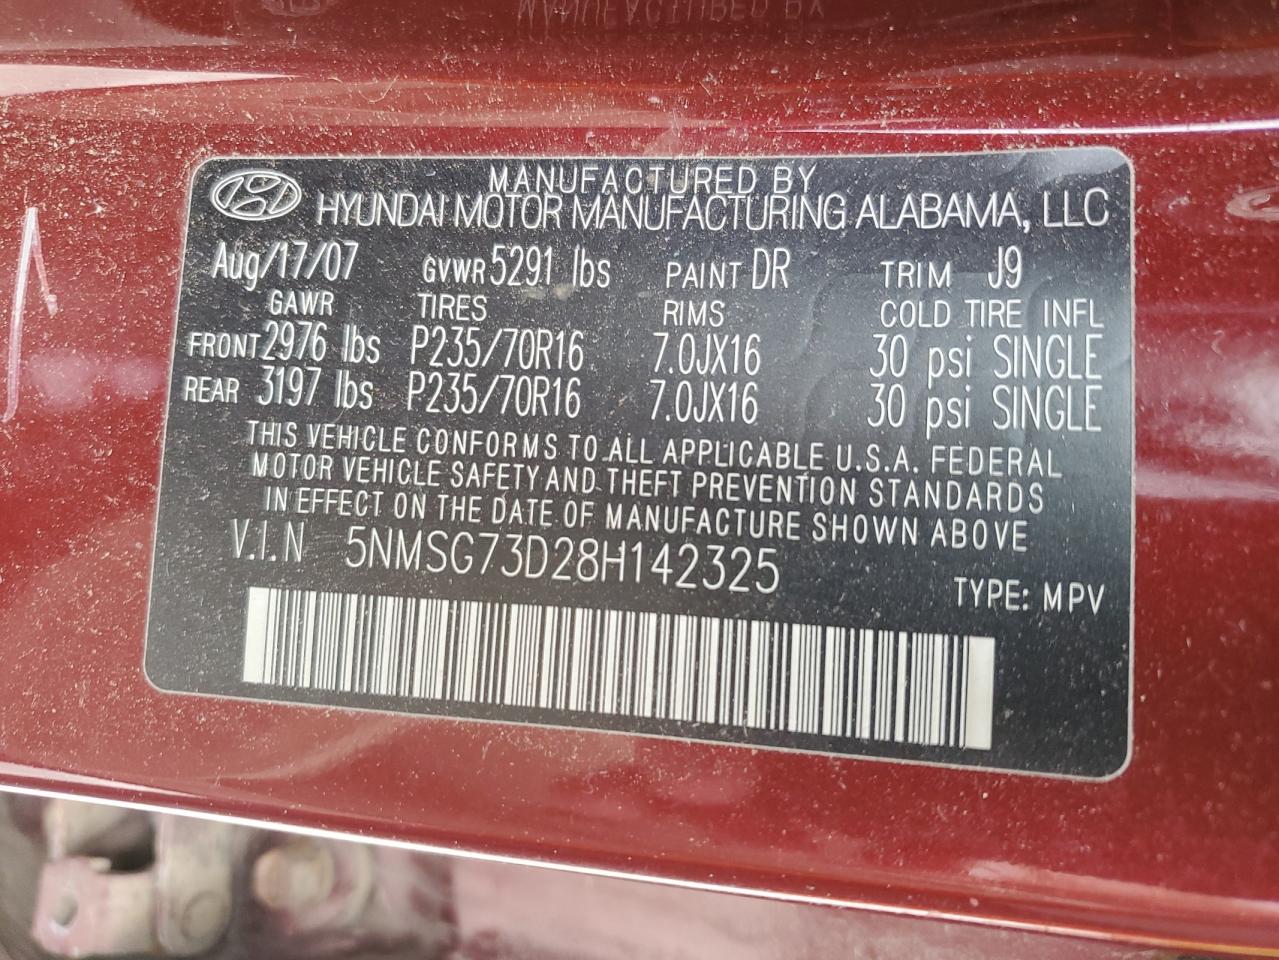 MANUFACTURED BY
HYUNDAI MOTOR MANUFACTURING ALABAMA, LLC
Aug/17/07 GVWR 5291 lbs PAINT DR TRIM J9
GAWR TIRES RIMS COLD TIRE INFL
FRONT 2976 lbs P235/70R16 7.0JX16 30 psi SINGLE
REAR 3197 lbs P235/70R16 7.0JX16 30 psi SINGLE
THIS VEHICLE CONFORMS TO ALL APPLICABLE U.S.A. FEDERAL
MOTOR VEHICLE SAFETY AND THEFT PREVENTION STANDARDS
IN EFFECT ON THE DATE OF MANUFACTURE SHOWN ABOVE
V.I.N 5NMSG73D28H142325
TYPE: MPV